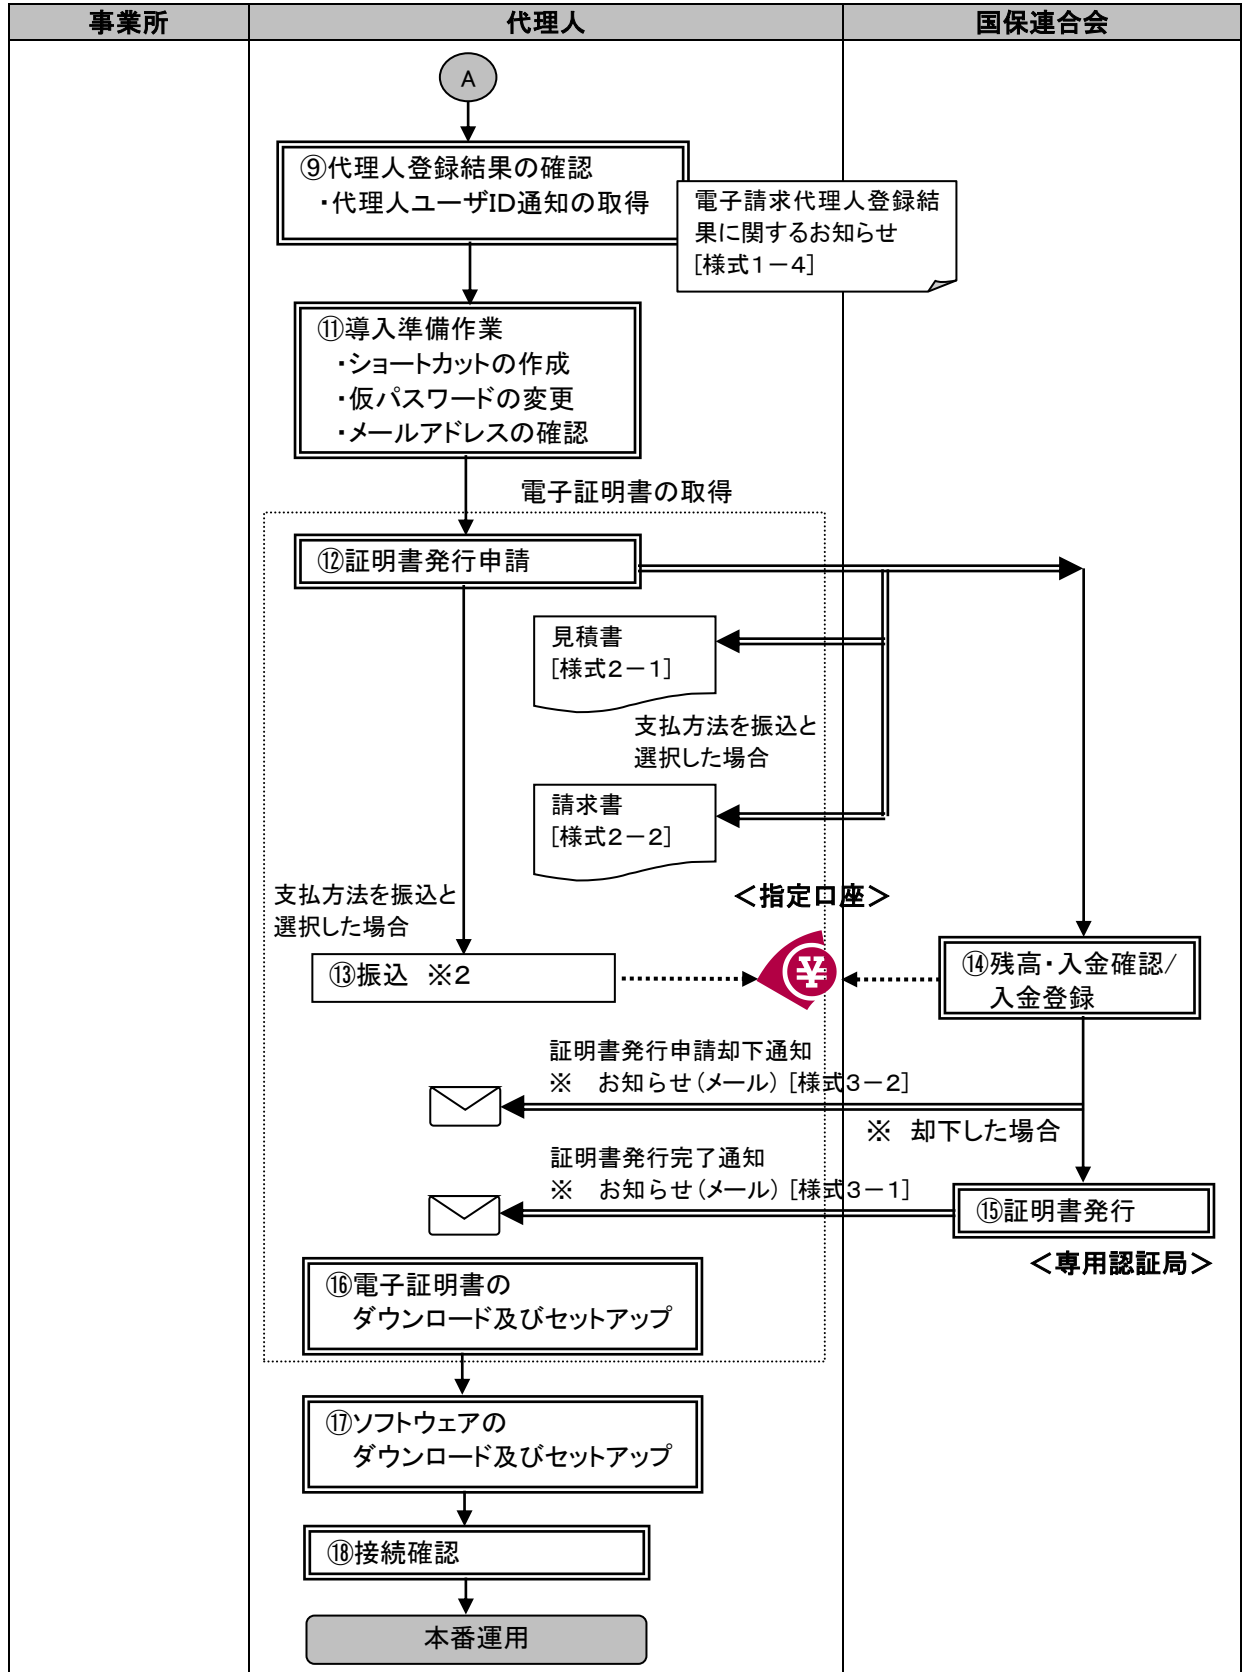 事業所
代理人
国保連合会
A
⑨代理人登録結果の確認
・代理人ユーザID通知の取得
電子請求代理人登録結
果に関するお知らせ
[様式1－4]
⑪導入準備作業
・ショートカットの作成
・仮パスワードの変更
・メールアドレスの確認
電子証明書の取得
⑫証明書発行申請
見積書
[様式2－1]
支払方法を振込と
選択した場合
請求書
[様式2－2]
＜指定口座＞
支払方法を振込と
選択した場合
⑬振込 ※2
¥
⑭残高・入金確認/
入金登録
証明書発行申請却下通知
※　お知らせ（メール）[様式3－2]
※　却下した場合
証明書発行完了通知
※　お知らせ（メール）[様式3－1]
⑮証明書発行
＜専用認証局＞
⑯電子証明書の
ダウンロード及びセットアップ
⑰ソフトウェアの
ダウンロード及びセットアップ
⑱接続確認
本番運用